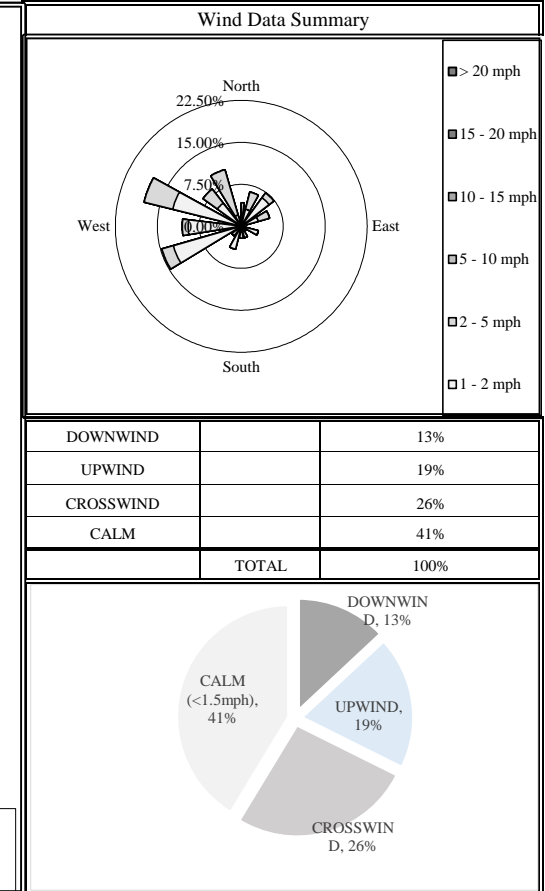 Wind Data Summary
North
22.50%
15.00%
7.50%
0.00%
West
East
South
> 20 mph
15 - 20 mph
10 - 15 mph
5 - 10 mph
2 - 5 mph
1 - 2 mph
DOWNWIND 13%
UPWIND 19%
CROSSWIND 26%
CALM 41%
TOTAL 100%
DOWNWIN
D, 13%
CALM
(<1.5mph),
41%
UPWIND,
19%
CROSSWIN
D, 26%